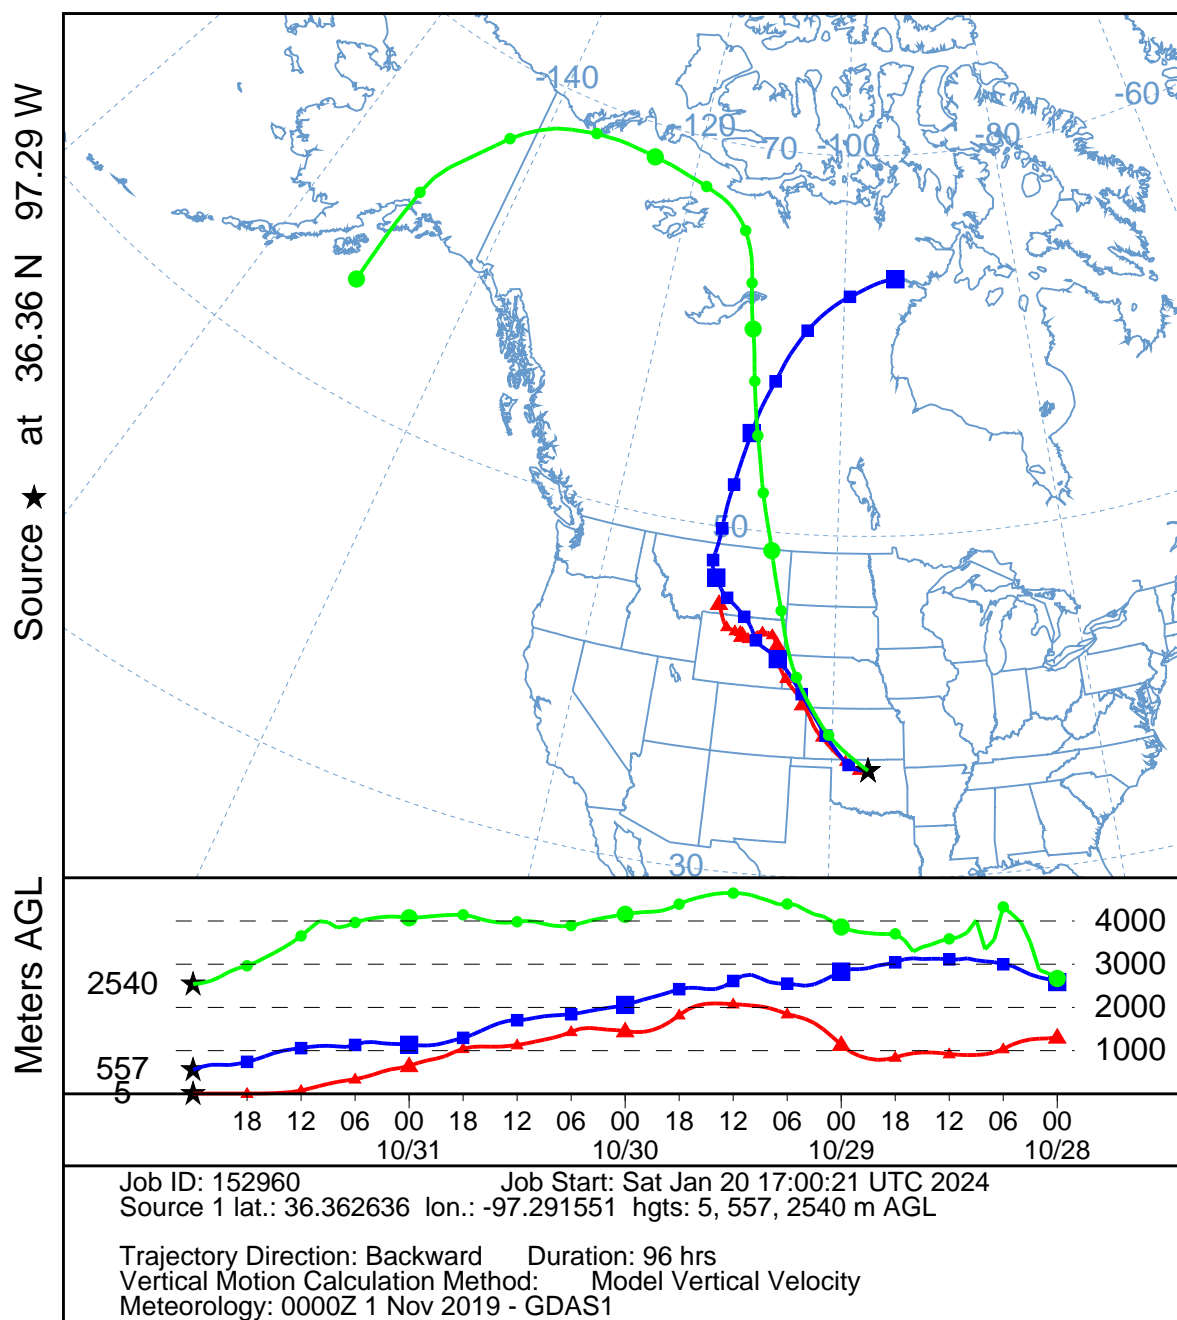 Source ★ at 36.36 N 97.29 W
-140
-120
70
-100
-80
-60
50
30
Meters AGL
2540
557
5
4000
3000
2000
1000
18 12 06 00 18 12 06 00 18 12 06 00 18 12 06 00
10/31 10/30 10/29 10/28
Job ID: 152960 Job Start: Sat Jan 20 17:00:21 UTC 2024
Source 1 lat.: 36.362636 lon.: -97.291551 hgts: 5, 557, 2540 m AGL
Trajectory Direction: Backward Duration: 96 hrs
Vertical Motion Calculation Method: Model Vertical Velocity
Meteorology: 0000Z 1 Nov 2019 - GDAS1